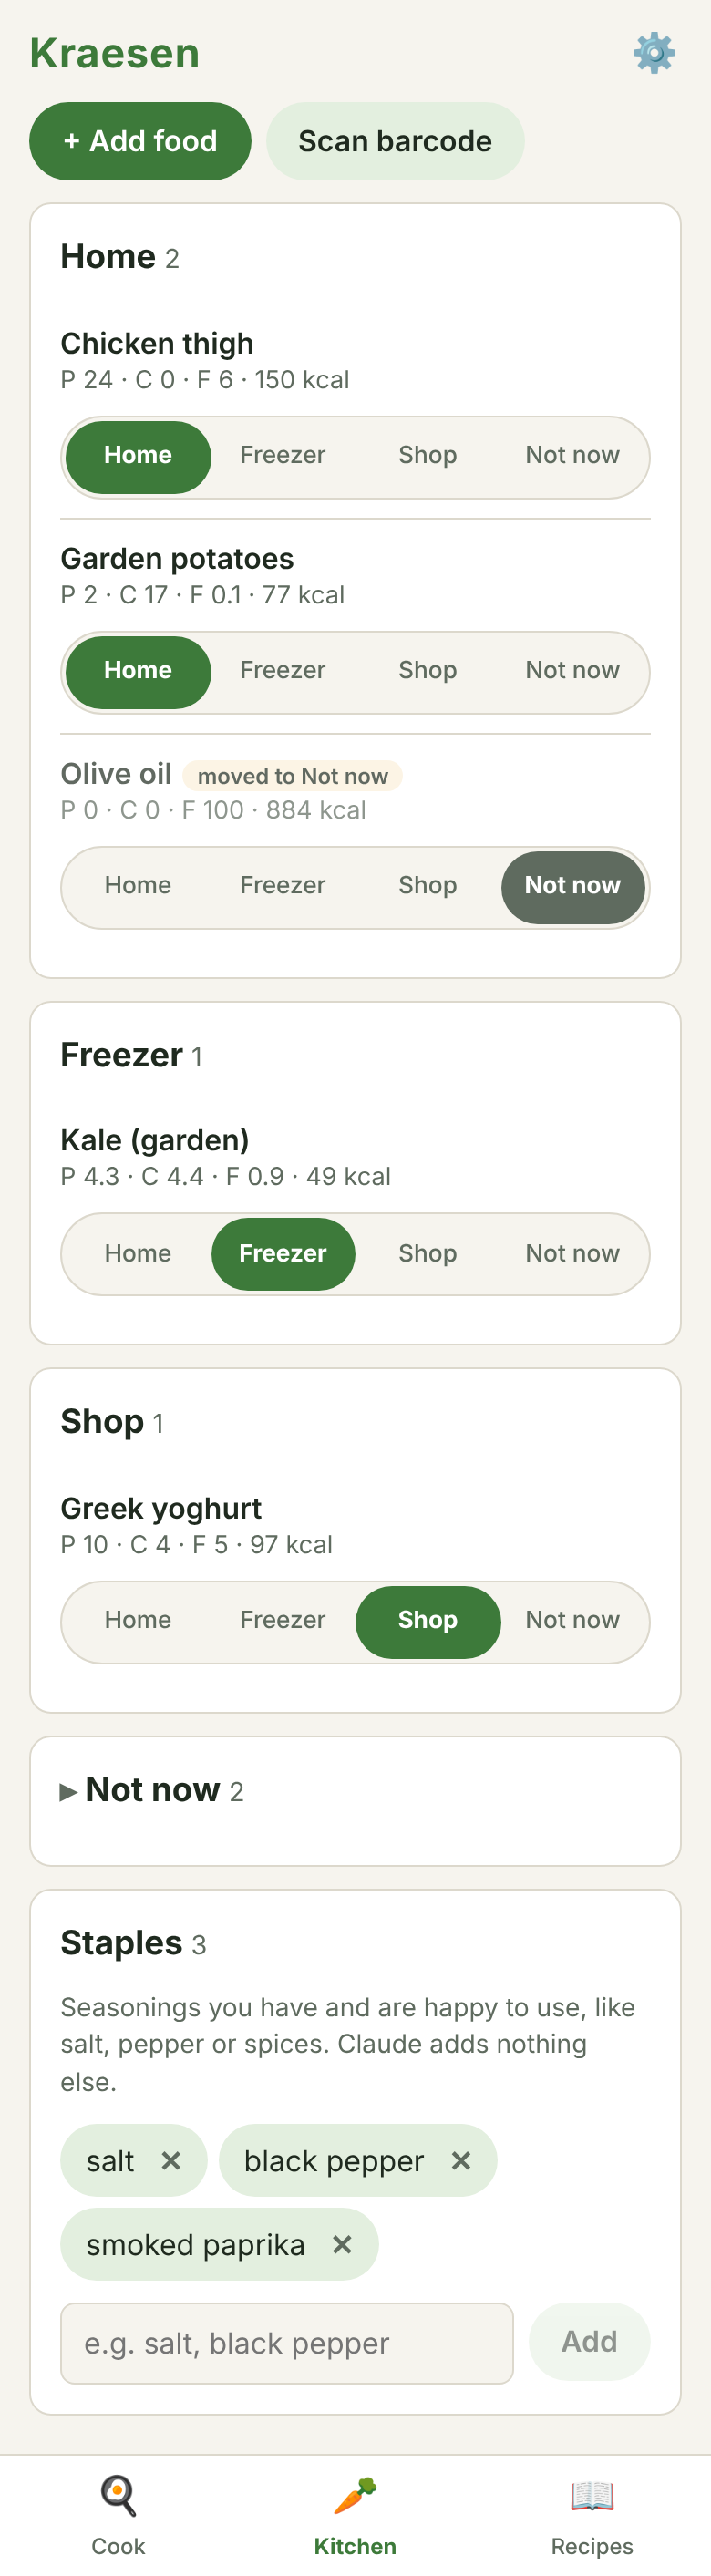 Kraesen
+ Add food Scan barcode
Home 2
Chicken thigh
P 24 · C 0 · F 6 · 150 kcal
Home Freezer Shop Not now
Garden potatoes
P 2 · C 17 · F 0.1 · 77 kcal
Home Freezer Shop Not now
Olive oil moved to Not now
P 0 · C 0 · F 100 · 884 kcal
Home Freezer Shop Not now
Freezer 1
Kale (garden)
P 4.3 · C 4.4 · F 0.9 · 49 kcal
Home Freezer Shop Not now
Shop 1
Greek yoghurt
P 10 · C 4 · F 5 · 97 kcal
Home Freezer Shop Not now
▸ Not now 2
Staples 3
Seasonings you have and are happy to use, like
salt, pepper or spices. Claude adds nothing
else.
salt ✕ black pepper ✕
smoked paprika ✕
e.g. salt, black pepper Add
Cook Kitchen Recipes